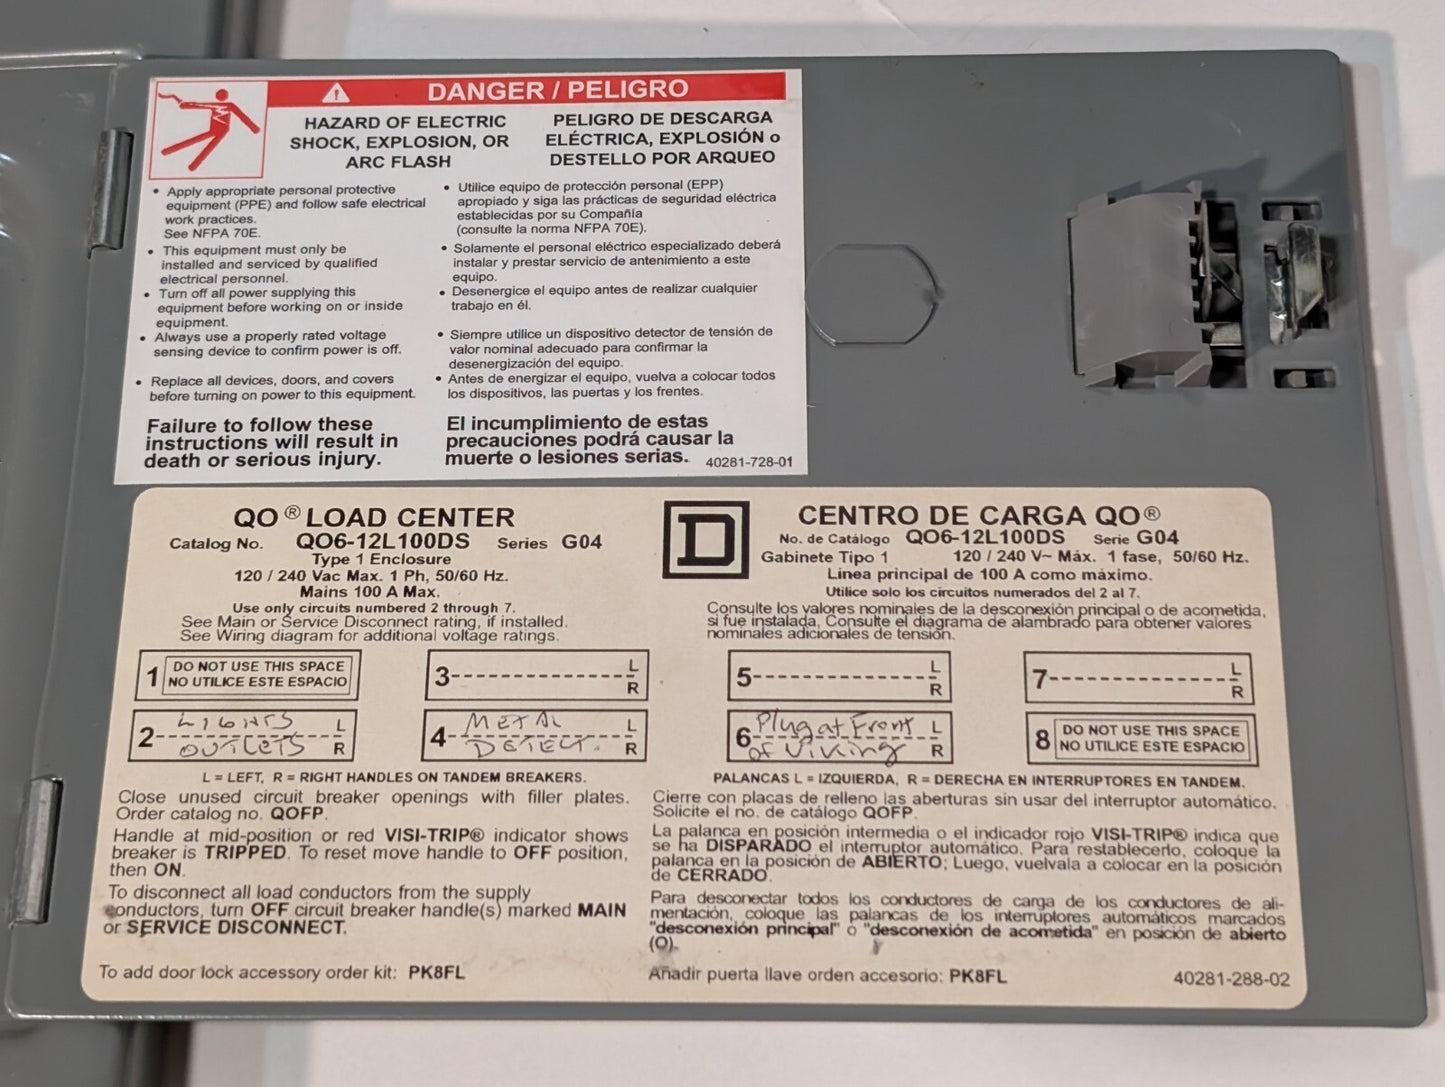 DANGER / PELIGRO
HAZARD OF ELECTRIC
SHOCK, EXPLOSION, OR
ARC FLASH
• Apply appropriate personal protective
equipment (PPE) and follow safe electrical
work practices.
See NFPA 70E.
• This equipment must only be
installed and serviced by qualified
electrical personnel.
• Turn off all power supplying this
equipment before working on or inside
equipment.
• Always use a properly rated voltage
sensing device to confirm power is off.
• Replace all devices, doors, and covers
before turning on power to this equipment.
Failure to follow these
instructions will result in
death or serious injury.
PELIGRO DE DESCARGA
ELÉCTRICA, EXPLOSIÓN o
DESTELLO POR ARQUEO
• Utilice equipo de protección personal (EPP)
apropiado y siga las prácticas de seguridad eléctrica
establecidas por su Compañía
(consulte la norma NFPA 70E).
• Solamente el personal eléctrico especializado deberá
instalar y prestar servicio de antenimiento a este
equipo.
• Desenergice el equipo antes de realizar cualquier
trabajo en él.
• Siempre utilice un dispositivo detector de tensión de
valor nominal adecuado para confirmar la
desenergización del equipo.
• Antes de energizar el equipo, vuelva a colocar todos
los dispositivos, las puertas y los frentes.
El incumplimiento de estas
precauciones podrá causar la
muerte o lesiones serias.
40281-728-01
QO® LOAD CENTER
Catalog No. QO6-12L100DS Series G04
Type 1 Enclosure
120 / 240 Vac Max. 1 Ph, 50/60 Hz.
Mains 100 A Max.
Use only circuits numbered 2 through 7.
See Main or Service Disconnect rating, if installed.
See Wiring diagram for additional voltage ratings.
D
CENTRO DE CARGA QO®
No. de Catálogo QO6-12L100DS Serie G04
Gabinete Tipo 1 120 / 240 V~ Máx. 1 fase, 50/60 Hz.
Línea principal de 100 A como máximo.
Utilice solo los circuitos numerados del 2 al 7.
Consulte los valores nominales de la desconexión principal o de acometida,
si fue instalada. Consulte el diagrama de alambrado para obtener valores
nominales adicionales de tensión.
1 DO NOT USE THIS SPACE
NO UTILICE ESTE ESPACIO
3 L
R
5 L
R
7 L
R
2 LIGHTS L
OUTLETS R
4 METAL L
DETECT. R
6 Plug at Front L
of Viking R
8 DO NOT USE THIS SPACE
NO UTILICE ESTE ESPACIO
L = LEFT, R = RIGHT HANDLES ON TANDEM BREAKERS.
PALANCAS L = IZQUIERDA, R = DERECHA EN INTERRUPTORES EN TANDEM.
Close unused circuit breaker openings with filler plates.
Order catalog no. QOFP.
Handle at mid-position or red VISI-TRIP® indicator shows
breaker is TRIPPED. To reset move handle to OFF position,
then ON.
To disconnect all load conductors from the supply
conductors, turn OFF circuit breaker handle(s) marked MAIN
or SERVICE DISCONNECT.
To add door lock accessory order kit: PK8FL
Cierre con placas de relleno las aberturas sin usar del interruptor automático.
Solicite el no. de catálogo QOFP.
La palanca en posición intermedia o el indicador rojo VISI-TRIP® indica que
se ha DISPARADO el interruptor automático. Para restablecerlo, coloque la
palanca en la posición de ABIERTO; Luego, vuelvala a colocar en la posición
de CERRADO.
Para desconectar todos los conductores de carga de los conductores de ali-
mentación, coloque las palancas de los interruptores automáticos marcados
"desconexión principal" o "desconexión de acometida" en posición de abierto
(O).
Añadir puerta llave orden accesorio: PK8FL
40281-288-02